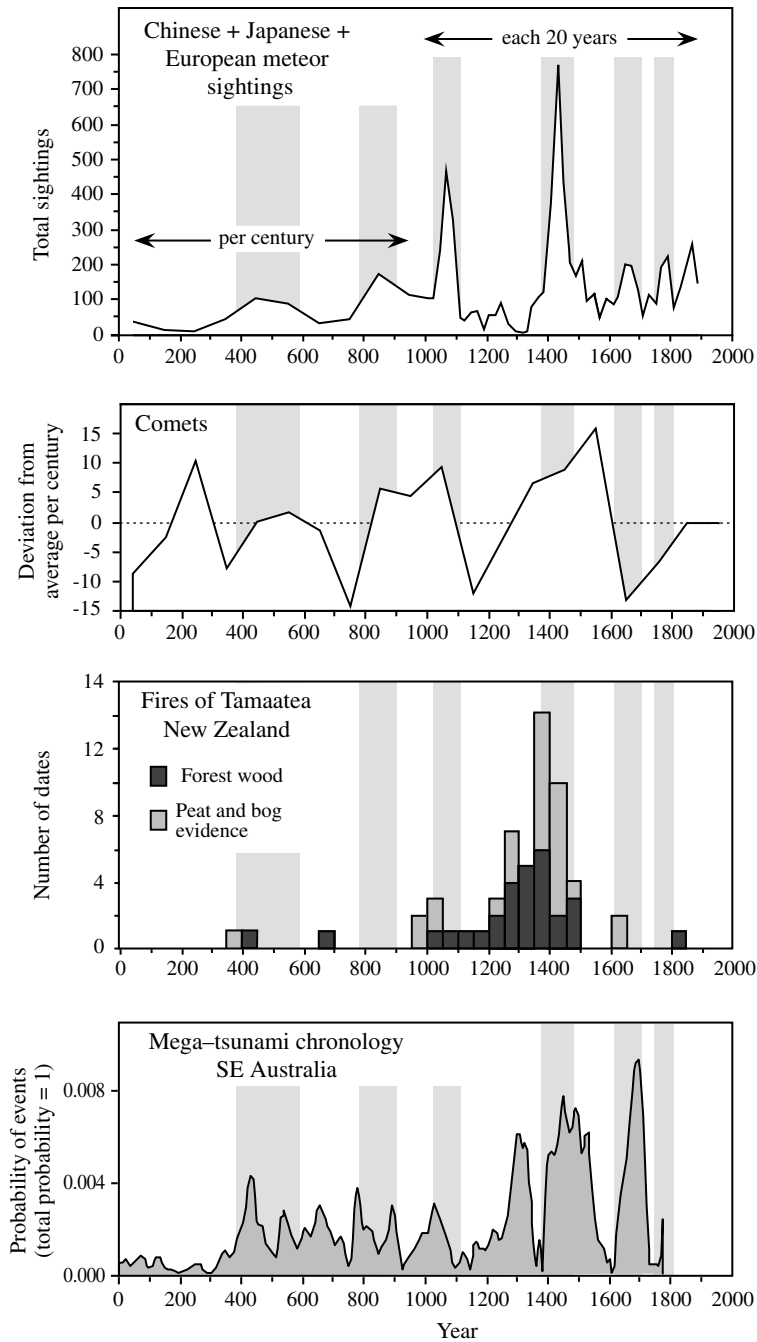 Chinese + Japanese +
European meteor
sightings
each 20 years
per century
Total sightings
800
700
600
500
400
300
200
100
0
0 200 400 600 800 1000 1200 1400 1600 1800 2000
Comets
Deviation from
average per century
15
10
5
0
-5
-10
-15
0 200 400 600 800 1000 1200 1400 1600 1800 2000
Fires of Tamaatea
New Zealand
Forest wood
Peat and bog
evidence
Number of dates
14
12
8
4
0
0 200 400 600 800 1000 1200 1400 1600 1800 2000
Mega–tsunami chronology
SE Australia
Probability of events
(total probability = 1)
0.008
0.004
0.000
0 200 400 600 800 1000 1200 1400 1600 1800 2000
Year